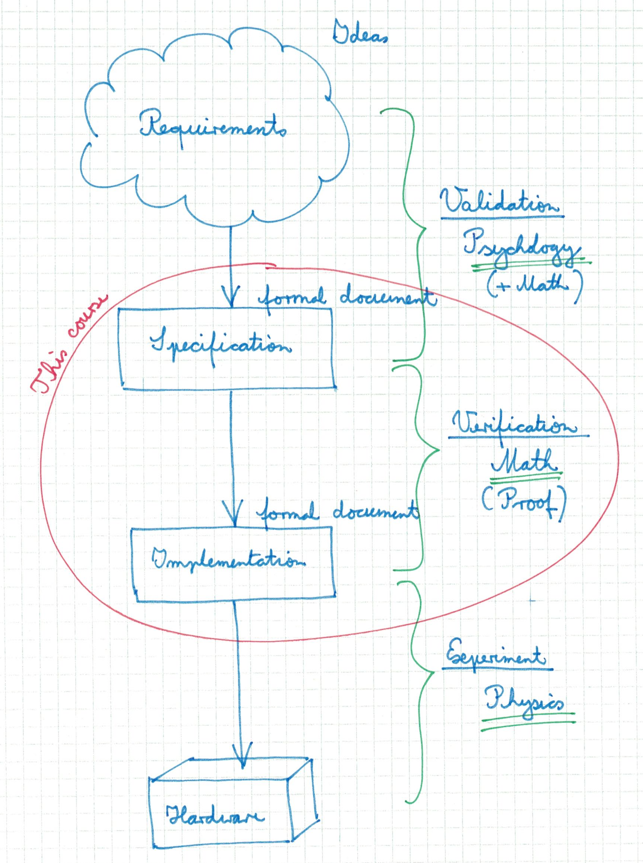 Ideas
Requirements
Validation
Psychology
(+ Math)
This course
formal document
Specification
Verification
Math
(Proof)
formal document
Implementation
Experiment
Physics
Hardware